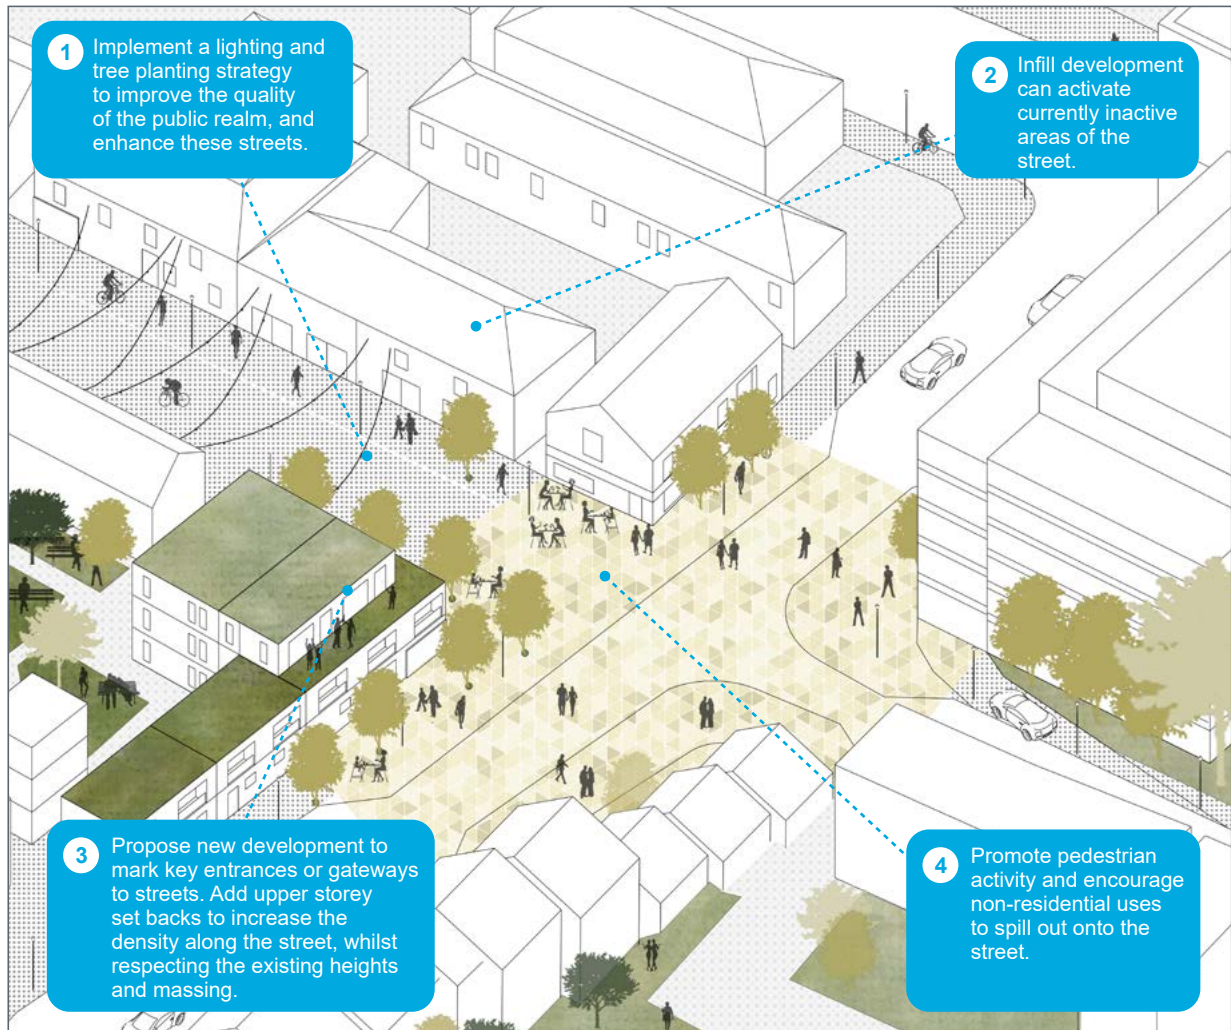 1
Implement a lighting and
tree planting strategy
to improve the quality
of the public realm, and
enhance these streets.
2
Infill development
can activate
currently inactive
areas of the
street.
3
Propose new development to
mark key entrances or gateways
to streets. Add upper storey
set backs to increase the
density along the street, whilst
respecting the existing heights
and massing.
4
Promote pedestrian
activity and encourage
non-residential uses
to spill out onto the
street.